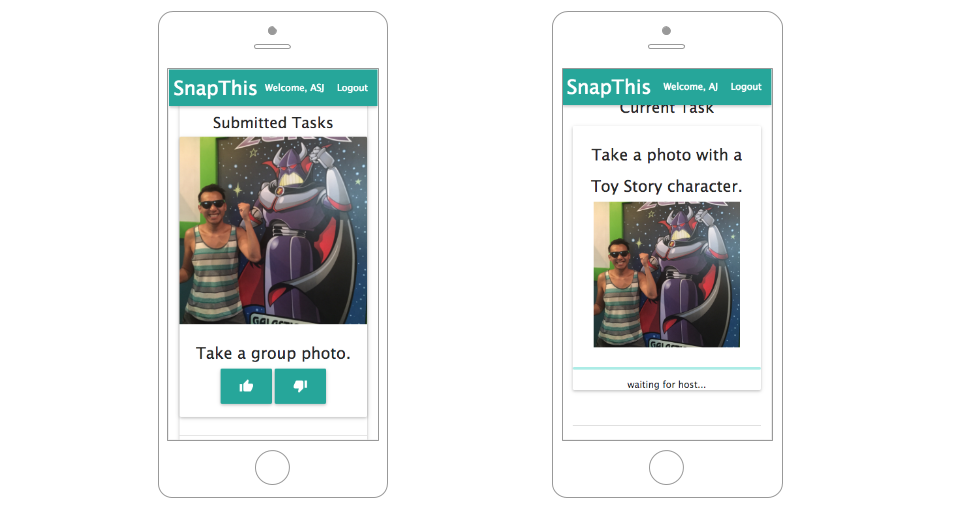 SnapThis Welcome, ASJ Logout
Submitted Tasks
Take a group photo.
SnapThis Welcome, AJ Logout
Current Task
Take a photo with a
Toy Story character.
waiting for host...